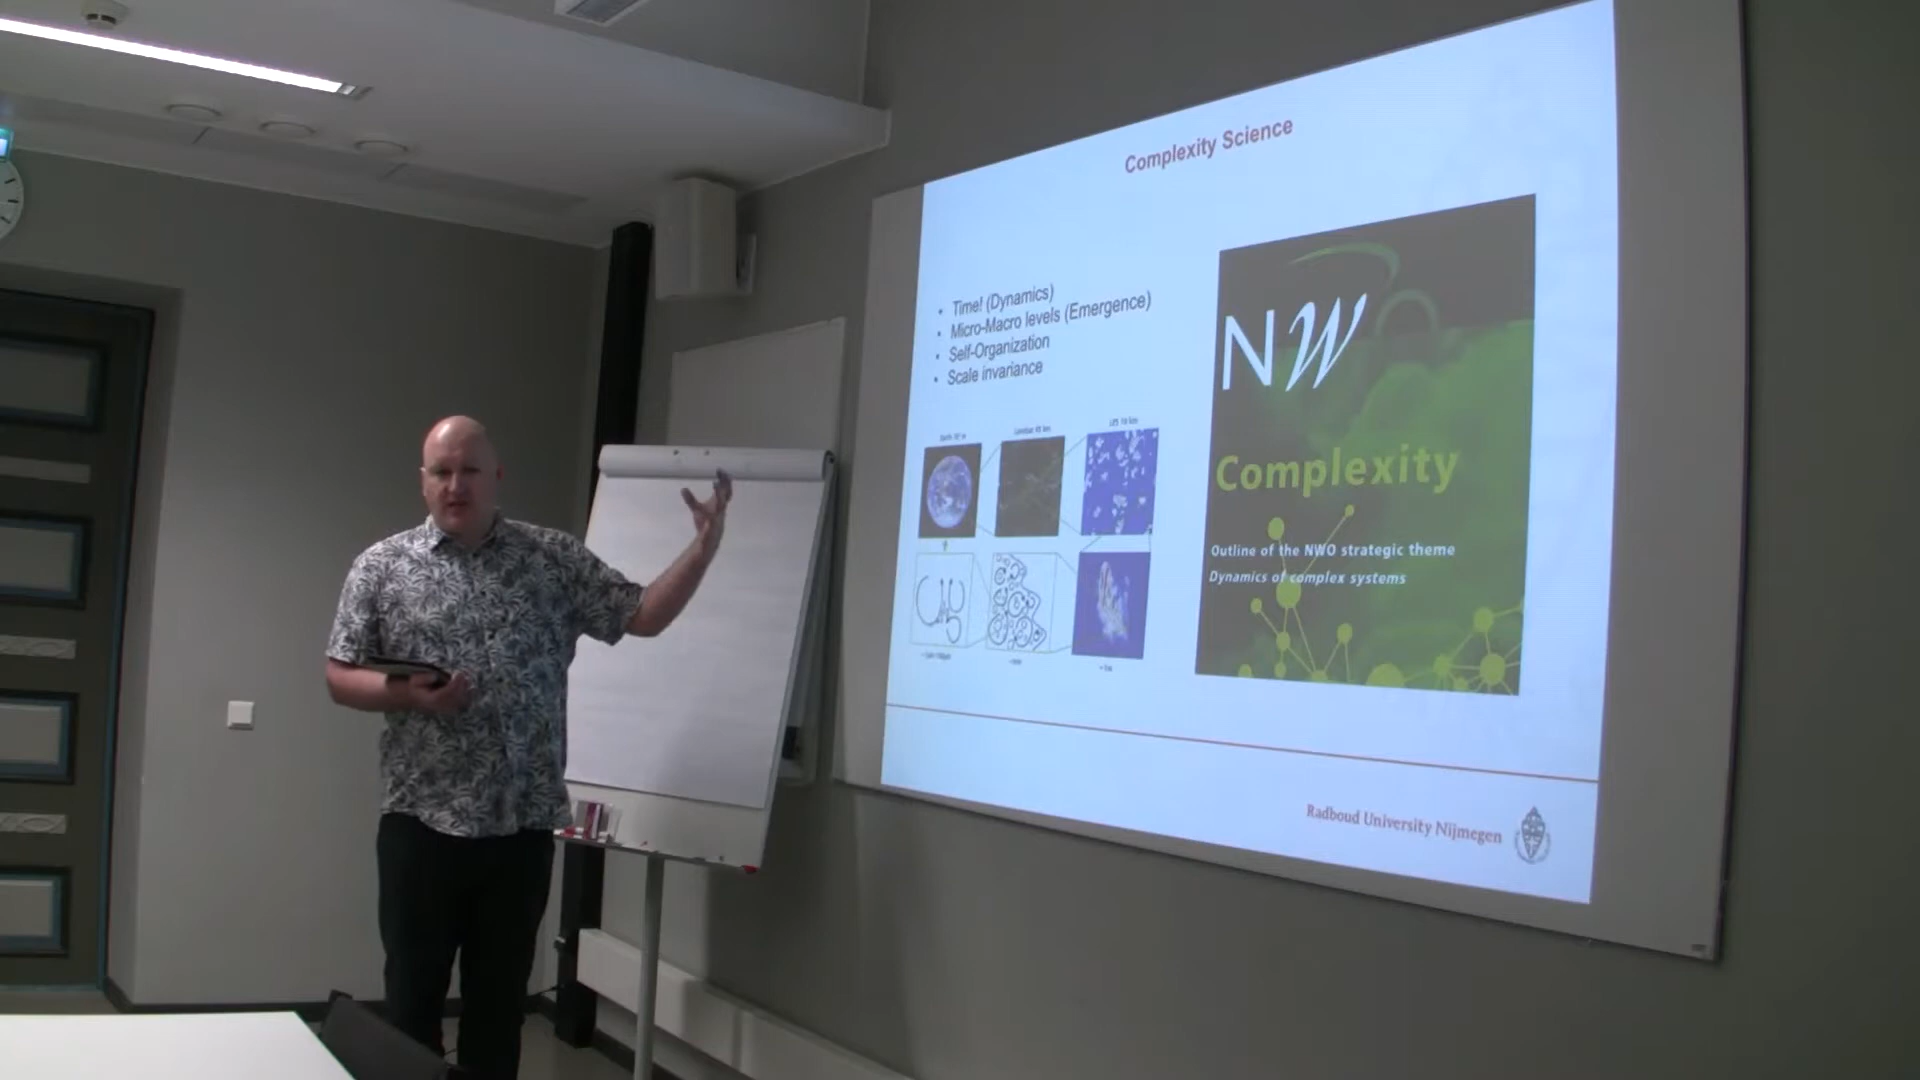 Complexity Science
• Time! (Dynamics)
• Micro-Macro levels (Emergence)
• Self-Organization
• Scale invariance
NW
Complexity
Outline of the NWO strategic theme
Dynamics of complex systems
Radboud University Nijmegen